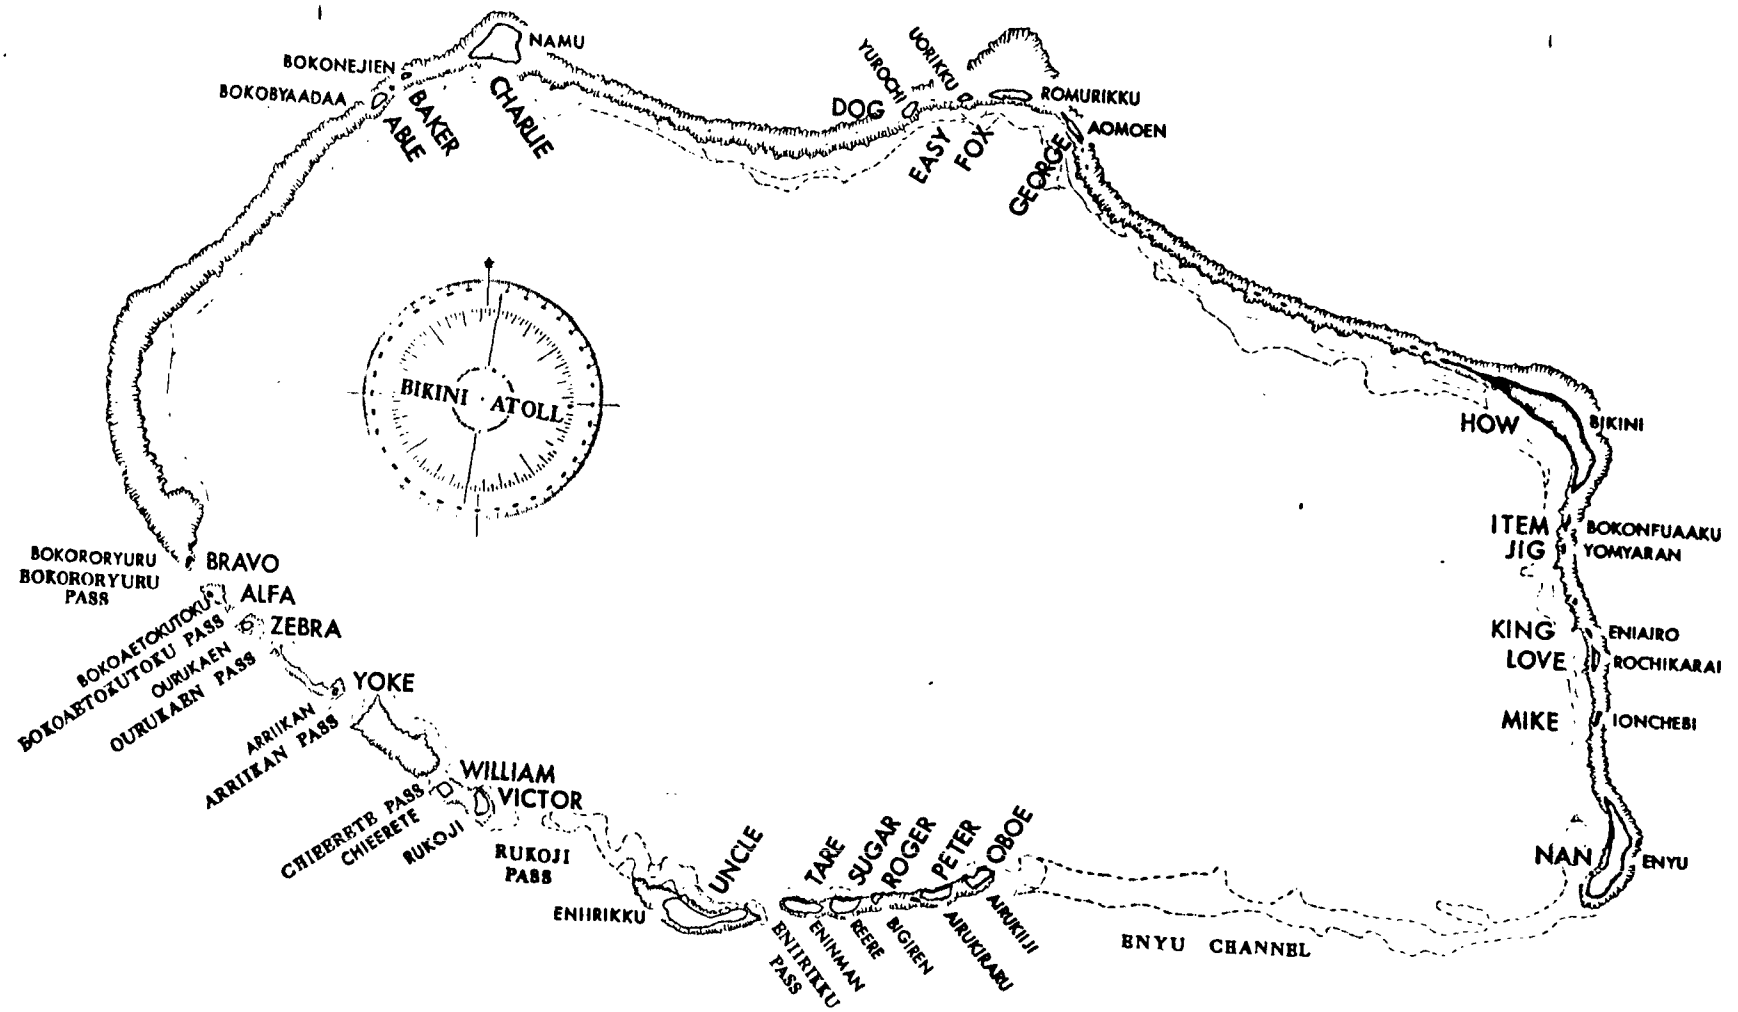 NAMU
BOKONEJIEN
BOKOBYAADAA
ABLE
BAKER
CHARLIE
DOG
YUROCHI
UORIKKU
ROMURIKKU
AOMOEN
EASY
FOX
GEORGE
BIKINI · ATOLL
HOW
BIKINI
ITEM
BOKONFUAAKU
JIG
YOMYARAN
KING
ENIAIRO
LOVE
ROCHIKARAI
MIKE
IONCHEBI
NAN
ENYU
ENYU CHANNEL
BOKORORYURU
BRAVO
BOKORORYURU
PASS
ALFA
BOKOAETOKUTOKU
BOKOAETOKUTOKU PASS
ZEBRA
OURUKAEN
OURUKAEN PASS
YOKE
ARRIIKAN
ARRIIKAN PASS
WILLIAM
CHIEERETE PASS
CHIEERETE
VICTOR
RUKOJI
RUKOJI
PASS
UNCLE
ENIIRIKKU
ENIIRIKKU
PASS
TARE
ENINMAN
SUGAR
REERE
ROGER
BIGIREN
PETER
AIRUKIRARU
OBOE
AIRUKIIJI